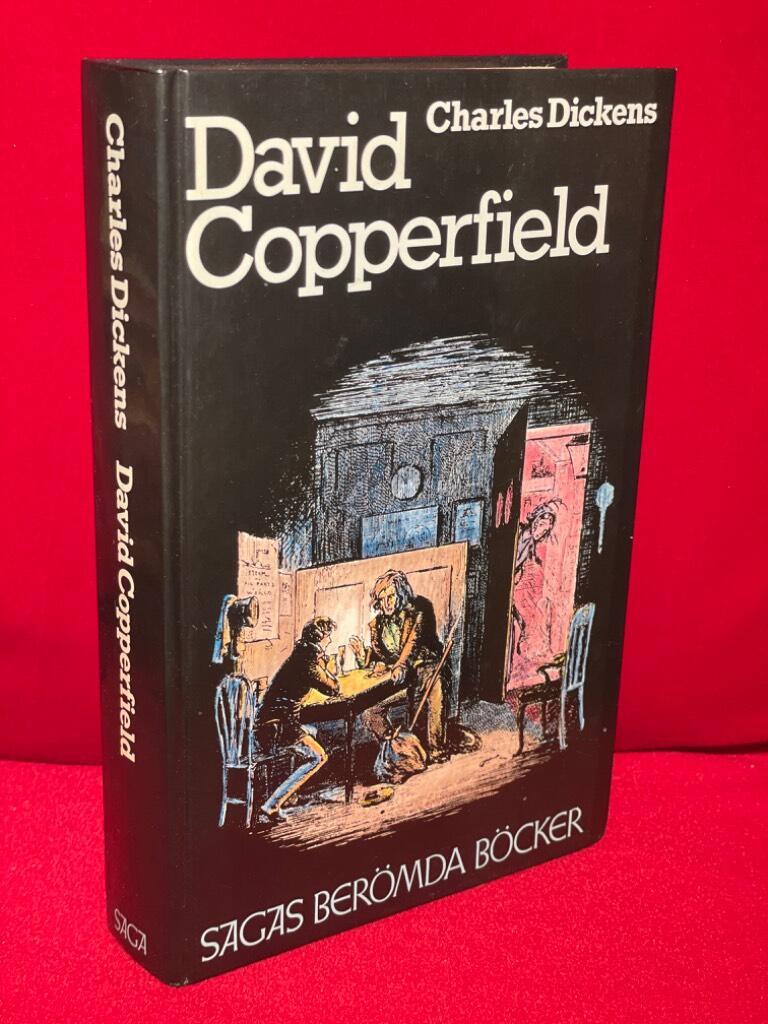 Charles Dickens
David
Copperfield
SAGAS BERÖMDA BÖCKER
Charles Dickens David Copperfield
SAGA